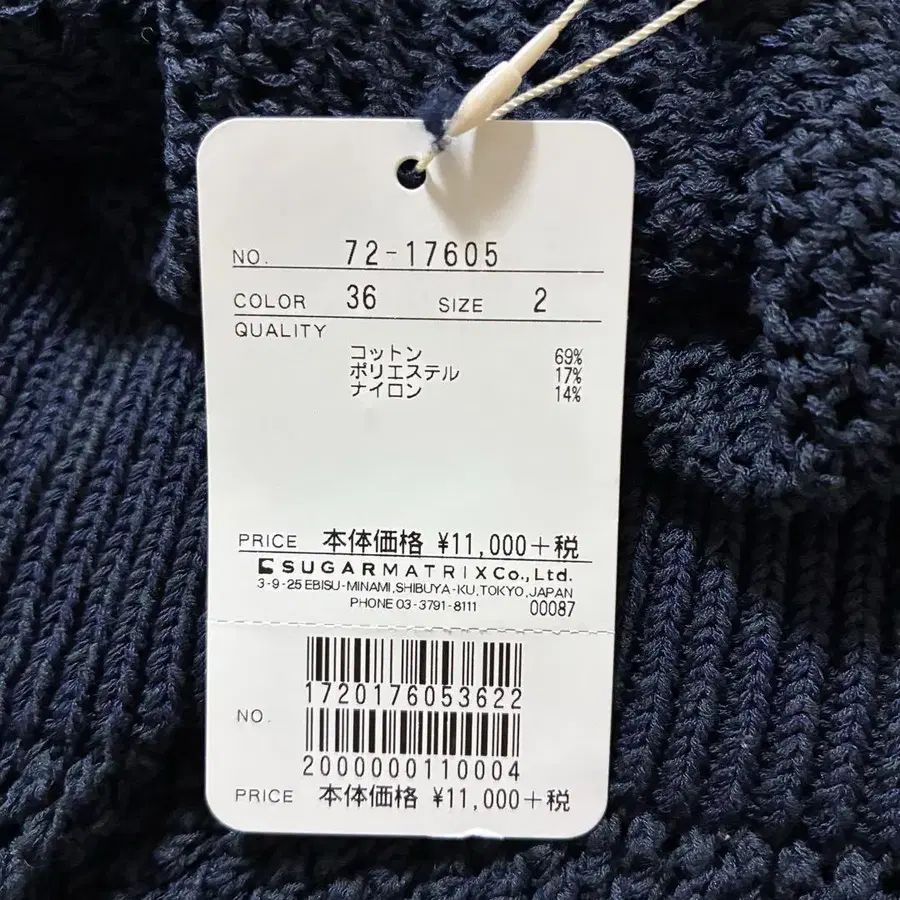 NO. 72-17605
COLOR 36 SIZE 2
QUALITY
コットン 69%
ポリエステル 17%
ナイロン 14%
PRICE 本体価格 ¥11,000+税
SUGARMATRIX Co., Ltd.
3-9-25 EBISU-MINAMI, SHIBUYA-KU, TOKYO, JAPAN
PHONE 03-3791-8111 00087
1720176053622
NO.
2000000110004
PRICE 本体価格 ¥11,000+税